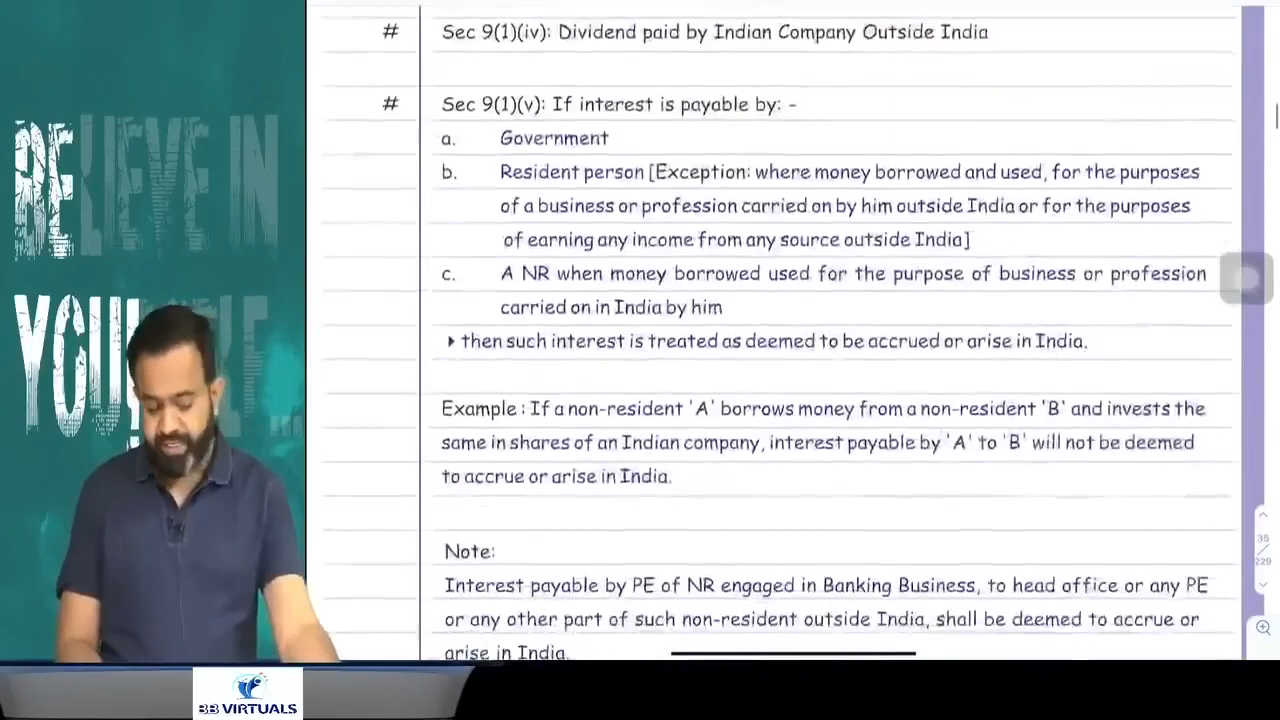 BELIEVE IN
# Sec 9(1)(iv): Dividend paid by Indian Company Outside India
# Sec 9(1)(v): If interest is payable by: -
a. Government
b. Resident person [Exception: where money borrowed and used, for the purposes
of a business or profession carried on by him outside India or for the purposes
of earning any income from any source outside India]
c. A NR when money borrowed used for the purpose of business or profession
carried on in India by him
▸ then such interest is treated as deemed to be accrued or arise in India.
Example : If a non-resident 'A' borrows money from a non-resident 'B' and invests the
same in shares of an Indian company, interest payable by 'A' to 'B' will not be deemed
to accrue or arise in India.
Note:
Interest payable by PE of NR engaged in Banking Business, to head office or any PE
or any other part of such non-resident outside India, shall be deemed to accrue or
arise in India.
35
/
229
BB VIRTUALS